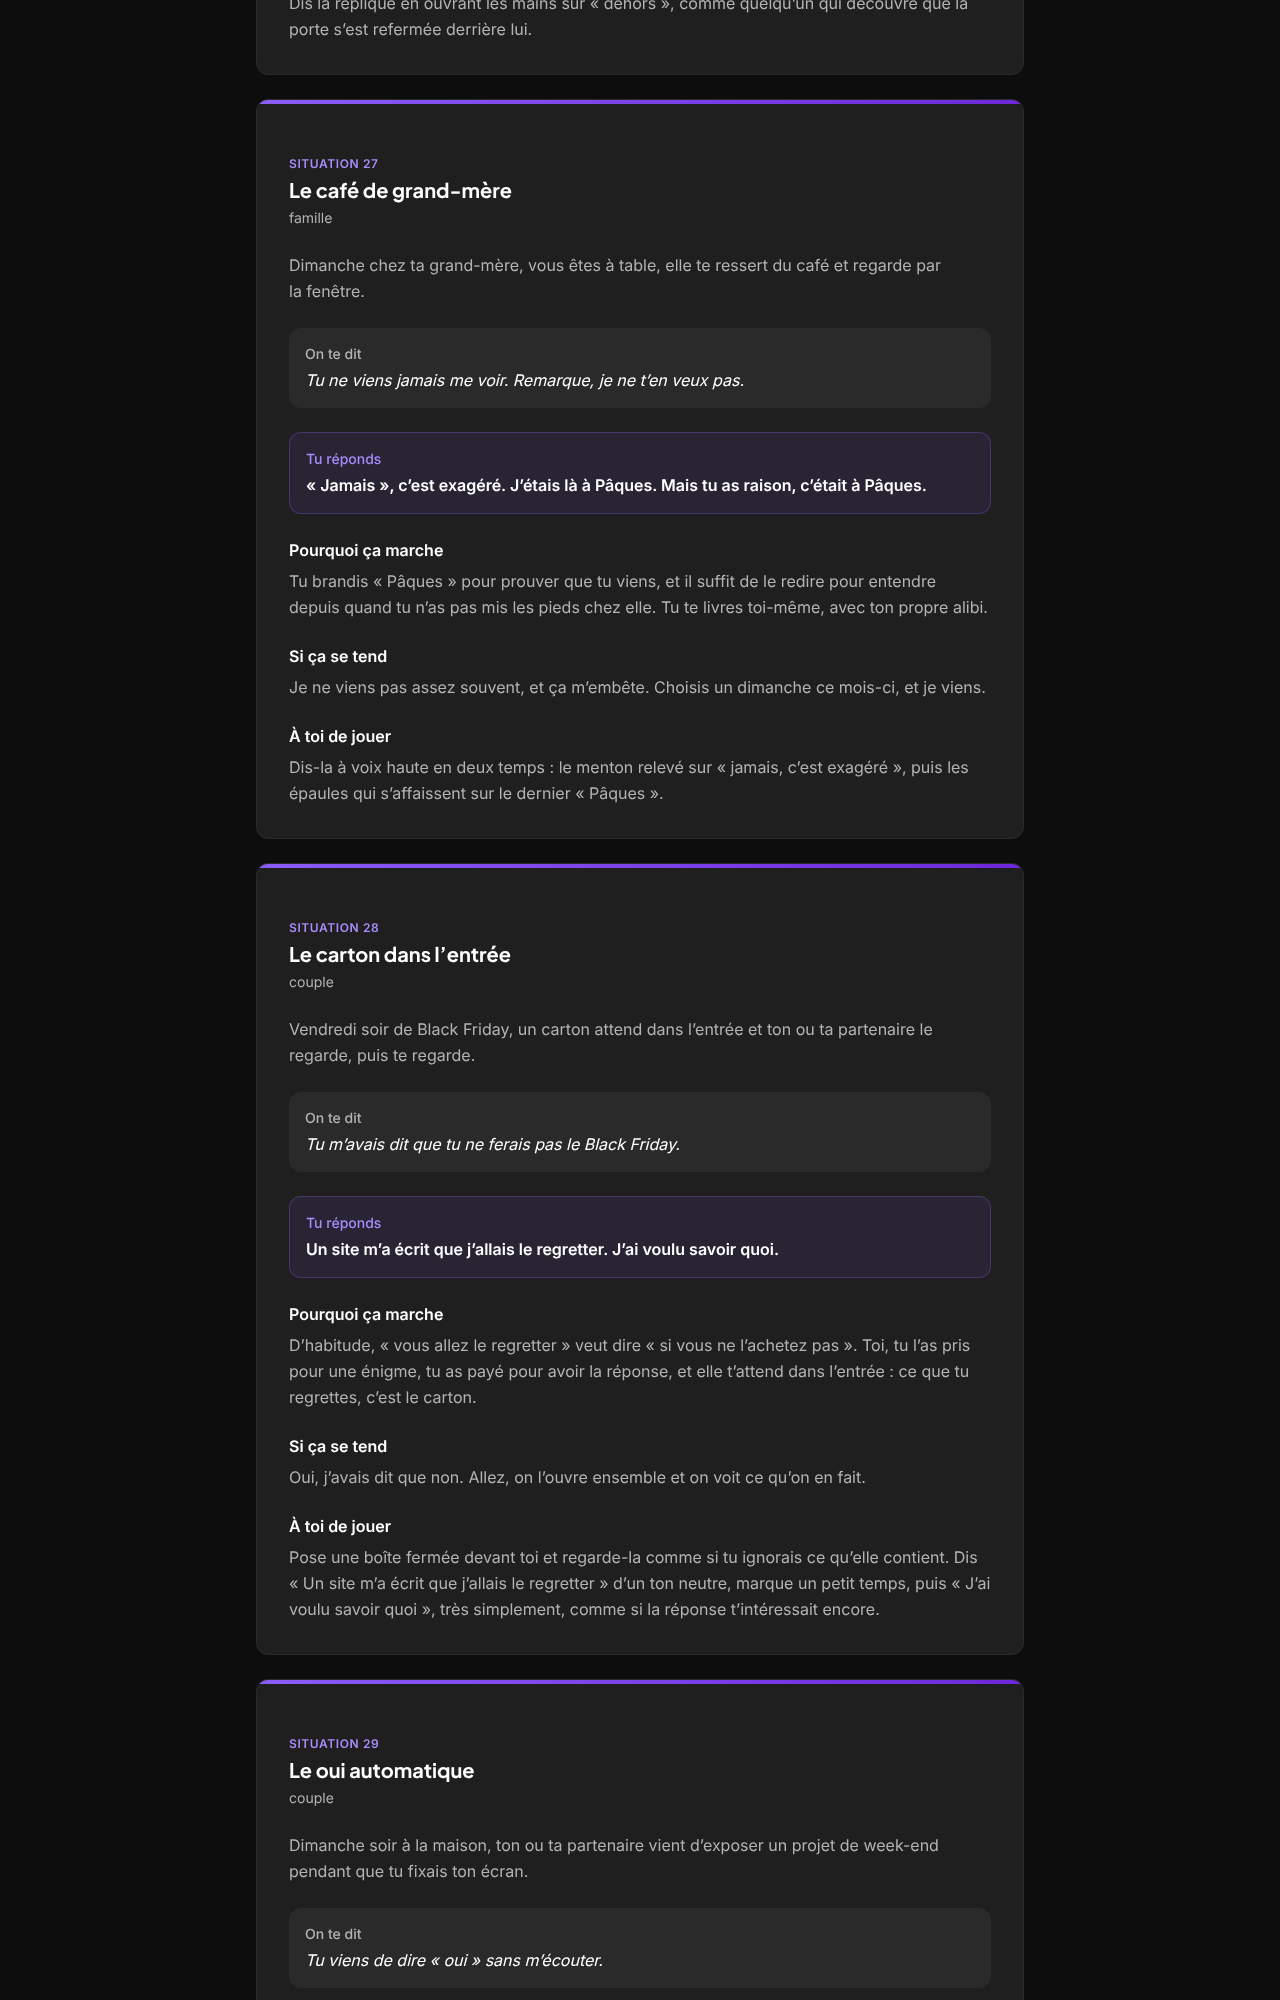 Dis la réplique en ouvrant les mains sur « dehors », comme quelqu’un qui découvre que la
porte s’est refermée derrière lui.
SITUATION 27
Le café de grand-mère
famille
Dimanche chez ta grand-mère, vous êtes à table, elle te ressert du café et regarde par
la fenêtre.
On te dit
Tu ne viens jamais me voir. Remarque, je ne t’en veux pas.
Tu réponds
« Jamais », c’est exagéré. J’étais là à Pâques. Mais tu as raison, c’était à Pâques.
Pourquoi ça marche
Tu brandis « Pâques » pour prouver que tu viens, et il suffit de le redire pour entendre
depuis quand tu n’as pas mis les pieds chez elle. Tu te livres toi-même, avec ton propre alibi.
Si ça se tend
Je ne viens pas assez souvent, et ça m’embête. Choisis un dimanche ce mois-ci, et je viens.
À toi de jouer
Dis-la à voix haute en deux temps : le menton relevé sur « jamais, c’est exagéré », puis les
épaules qui s’affaissent sur le dernier « Pâques ».
SITUATION 28
Le carton dans l’entrée
couple
Vendredi soir de Black Friday, un carton attend dans l’entrée et ton ou ta partenaire le
regarde, puis te regarde.
On te dit
Tu m’avais dit que tu ne ferais pas le Black Friday.
Tu réponds
Un site m’a écrit que j’allais le regretter. J’ai voulu savoir quoi.
Pourquoi ça marche
D’habitude, « vous allez le regretter » veut dire « si vous ne l’achetez pas ». Toi, tu l’as pris
pour une énigme, tu as payé pour avoir la réponse, et elle t’attend dans l’entrée : ce que tu
regrettes, c’est le carton.
Si ça se tend
Oui, j’avais dit que non. Allez, on l’ouvre ensemble et on voit ce qu’on en fait.
À toi de jouer
Pose une boîte fermée devant toi et regarde-la comme si tu ignorais ce qu’elle contient. Dis
« Un site m’a écrit que j’allais le regretter » d’un ton neutre, marque un petit temps, puis « J’ai
voulu savoir quoi », très simplement, comme si la réponse t’intéressait encore.
SITUATION 29
Le oui automatique
couple
Dimanche soir à la maison, ton ou ta partenaire vient d’exposer un projet de week-end
pendant que tu fixais ton écran.
On te dit
Tu viens de dire « oui » sans m’écouter.